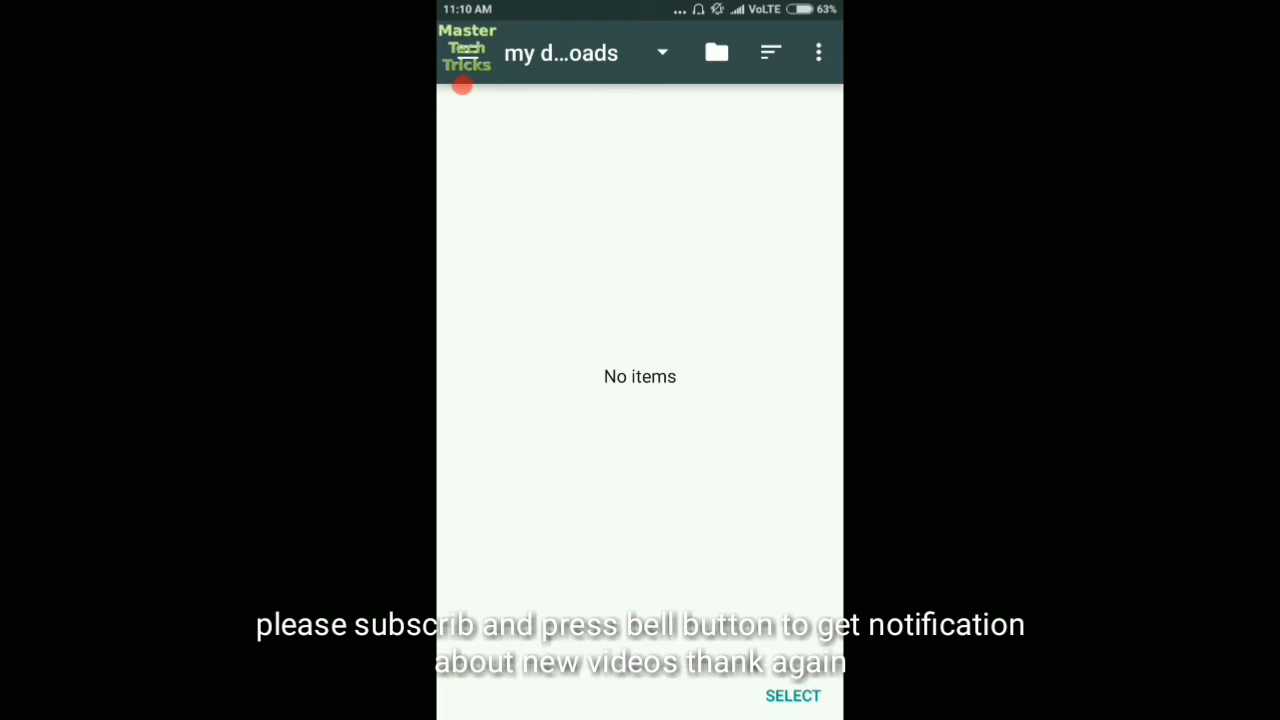 11:10 AM
... VoLTE 63%
Master
Tech
Tricks
my d...oads
No items
please subscrib and press bell button to get notification
about new videos thank again
SELECT